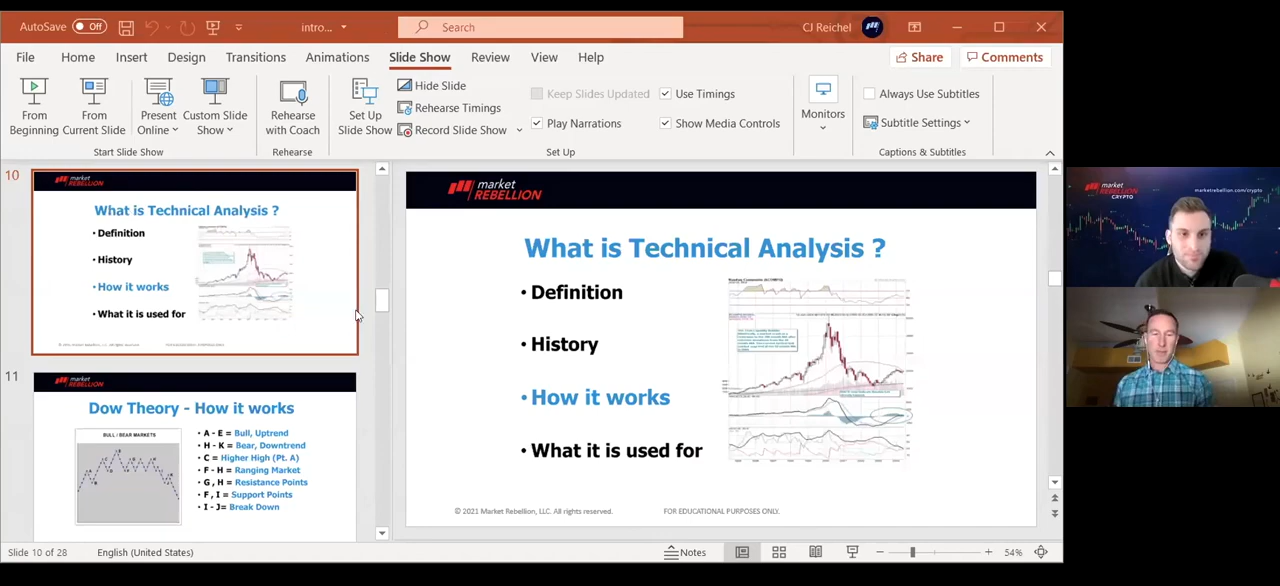 AutoSave Off intro... Search CJ Reichel
File Home Insert Design Transitions Animations Slide Show Review View Help Share Comments
From Beginning
From Current Slide
Present Online
Custom Slide Show
Start Slide Show
Rehearse with Coach
Rehearse
Set Up Slide Show
Hide Slide
Rehearse Timings
Record Slide Show
Keep Slides Updated
Use Timings
Play Narrations
Show Media Controls
Set Up
Monitors
Always Use Subtitles
Subtitle Settings
Captions & Subtitles
10
market
REBELLION
What is Technical Analysis ?
• Definition
• History
• How it works
• What it is used for
FOR EDUCATIONAL PURPOSES ONLY.
11
market
REBELLION
Dow Theory - How it works
BULL / BEAR MARKETS
• A - E = Bull, Uptrend
• H - K = Bear, Downtrend
• C = Higher High (Pt. A)
• F - H = Ranging Market
• G , H = Resistance Points
• F , I = Support Points
• I - J= Break Down
market
REBELLION
What is Technical Analysis ?
• Definition
• History
• How it works
• What it is used for
© 2021 Market Rebellion, LLC. All rights reserved. FOR EDUCATIONAL PURPOSES ONLY.
Slide 10 of 28 English (United States) Notes 54%
market
REBELLION
CRYPTO
marketrebellion.com/crypto